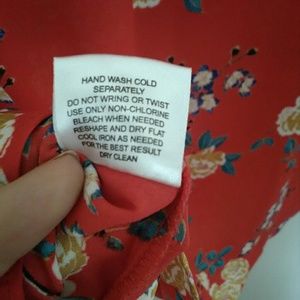 HAND WASH COLD
SEPARATELY
DO NOT WRING OR TWIST
USE ONLY NON-CHLORINE
BLEACH WHEN NEEDED
RESHAPE AND DRY FLAT
COOL IRON AS NEEDED
FOR THE BEST RESULT
DRY CLEAN